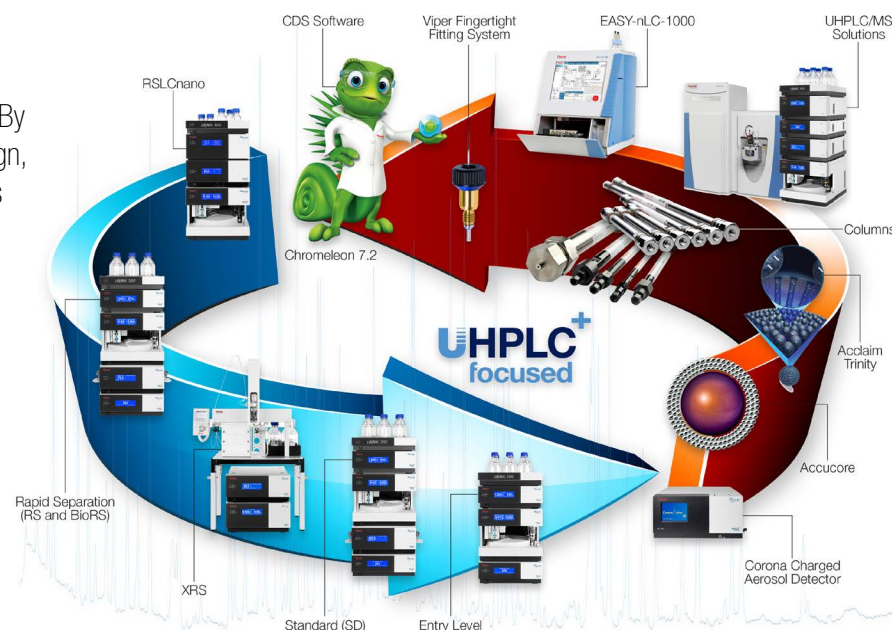 CDS Software
Viper Fingertight
Fitting System
EASY-nLC-1000
UHPLC/MS
Solutions
RSLCnano
By
gn,
s
Chromeleon 7.2
Columns
UHPLC+
focused
Acclaim
Trinity
Accucore
Rapid Separation
(RS and BioRS)
XRS
Corona Charged
Aerosol Detector
Standard (SD)
Entry Level